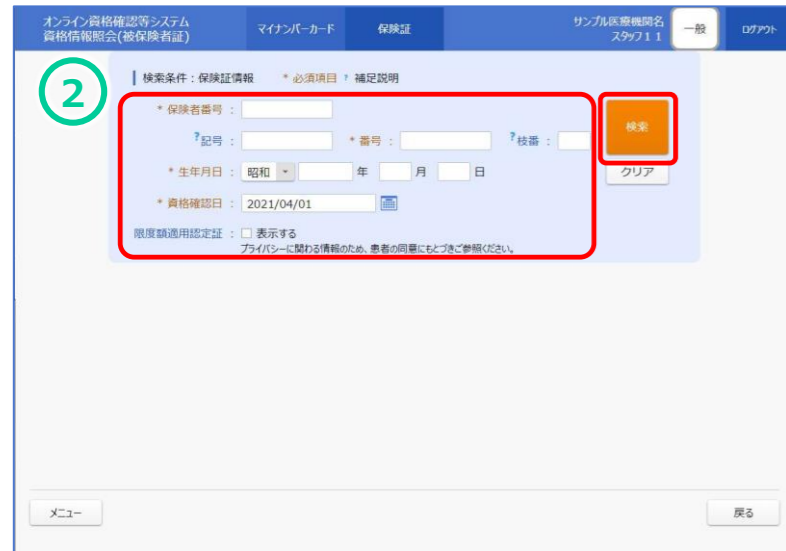 オンライン資格確認等システム
資格情報照会(被保険者証)
マイナンバーカード
保険証
サンプル医療機関名
スタッフ11
一般
ログアウト
2
検索条件：保険証情報 * 必須項目 ? 補足説明
* 保険者番号 :
?記号 : * 番号 : ?枝番 :
検索
* 生年月日 : 昭和 年 月 日
クリア
* 資格確認日 : 2021/04/01
限度額適用認定証 : 表示する
プライバシーに関わる情報のため、患者の同意にもとづきご参照ください。
メニュー
戻る